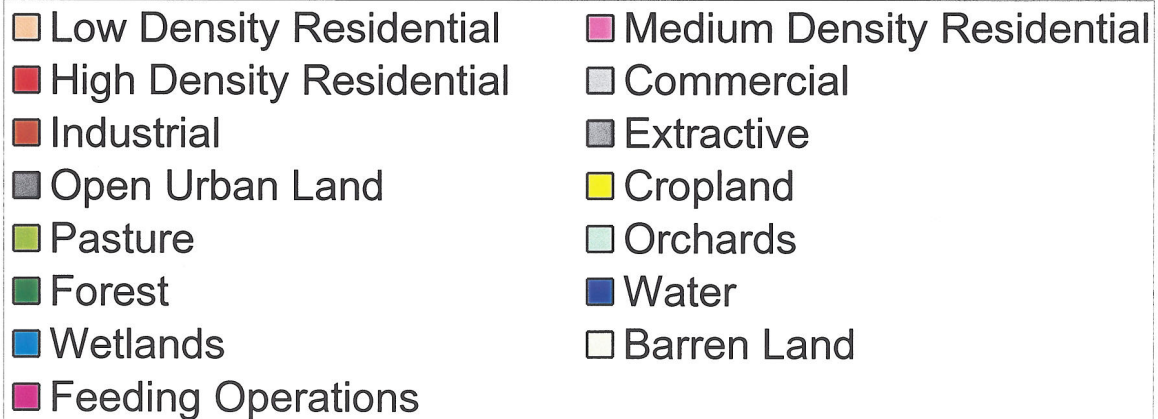 Low Density Residential
Medium Density Residential
High Density Residential
Commercial
Industrial
Extractive
Open Urban Land
Cropland
Pasture
Orchards
Forest
Water
Wetlands
Barren Land
Feeding Operations